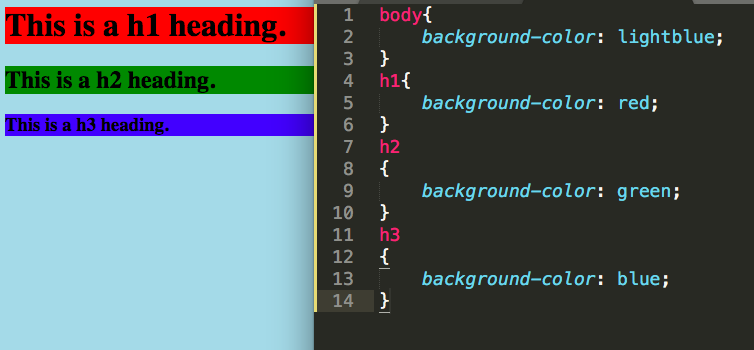 This is a h1 heading.
This is a h2 heading.
This is a h3 heading.
1 body{
2 background-color: lightblue;
3 }
4 h1{
5 background-color: red;
6 }
7 h2
8 {
9 background-color: green;
10 }
11 h3
12 {
13 background-color: blue;
14 }